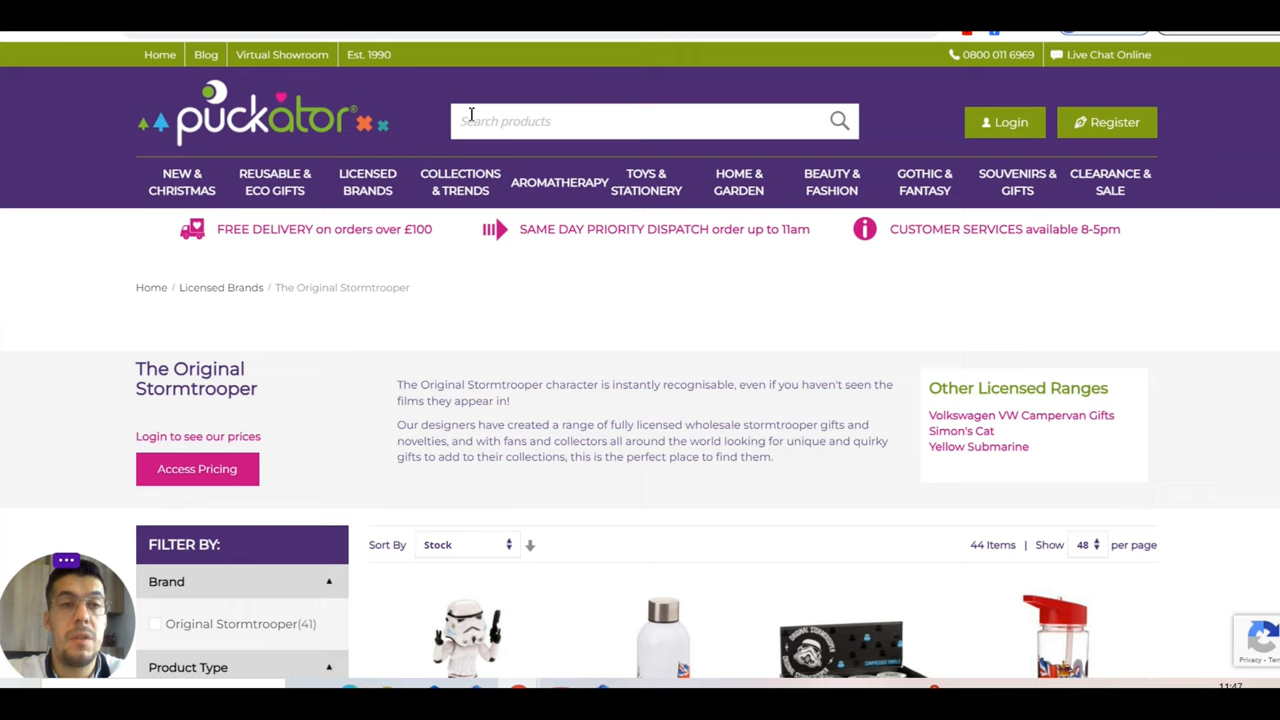 Home
Blog
Virtual Showroom
Est. 1990
0800 011 6969
Live Chat Online
puckator®
Search products
Login
Register
NEW & CHRISTMAS
REUSABLE & ECO GIFTS
LICENSED BRANDS
COLLECTIONS & TRENDS
AROMATHERAPY
TOYS & STATIONERY
HOME & GARDEN
BEAUTY & FASHION
GOTHIC & FANTASY
SOUVENIRS & GIFTS
CLEARANCE & SALE
FREE DELIVERY on orders over £100
SAME DAY PRIORITY DISPATCH order up to 11am
CUSTOMER SERVICES available 8-5pm
Home / Licensed Brands / The Original Stormtrooper
The Original
Stormtrooper
Login to see our prices
Access Pricing
The Original Stormtrooper character is instantly recognisable, even if you haven't seen the
films they appear in!
Our designers have created a range of fully licensed wholesale stormtrooper gifts and
novelties, and with fans and collectors all around the world looking for unique and quirky
gifts to add to their collections, this is the perfect place to find them.
Other Licensed Ranges
Volkswagen VW Campervan Gifts
Simon's Cat
Yellow Submarine
FILTER BY:
Brand
Original Stormtrooper(41)
Product Type
Sort By Stock
44 Items | Show 48 per page
ORIGINAL STORMTROOPER
COMPRESSED TOWELS
Privacy - Ter
11:47